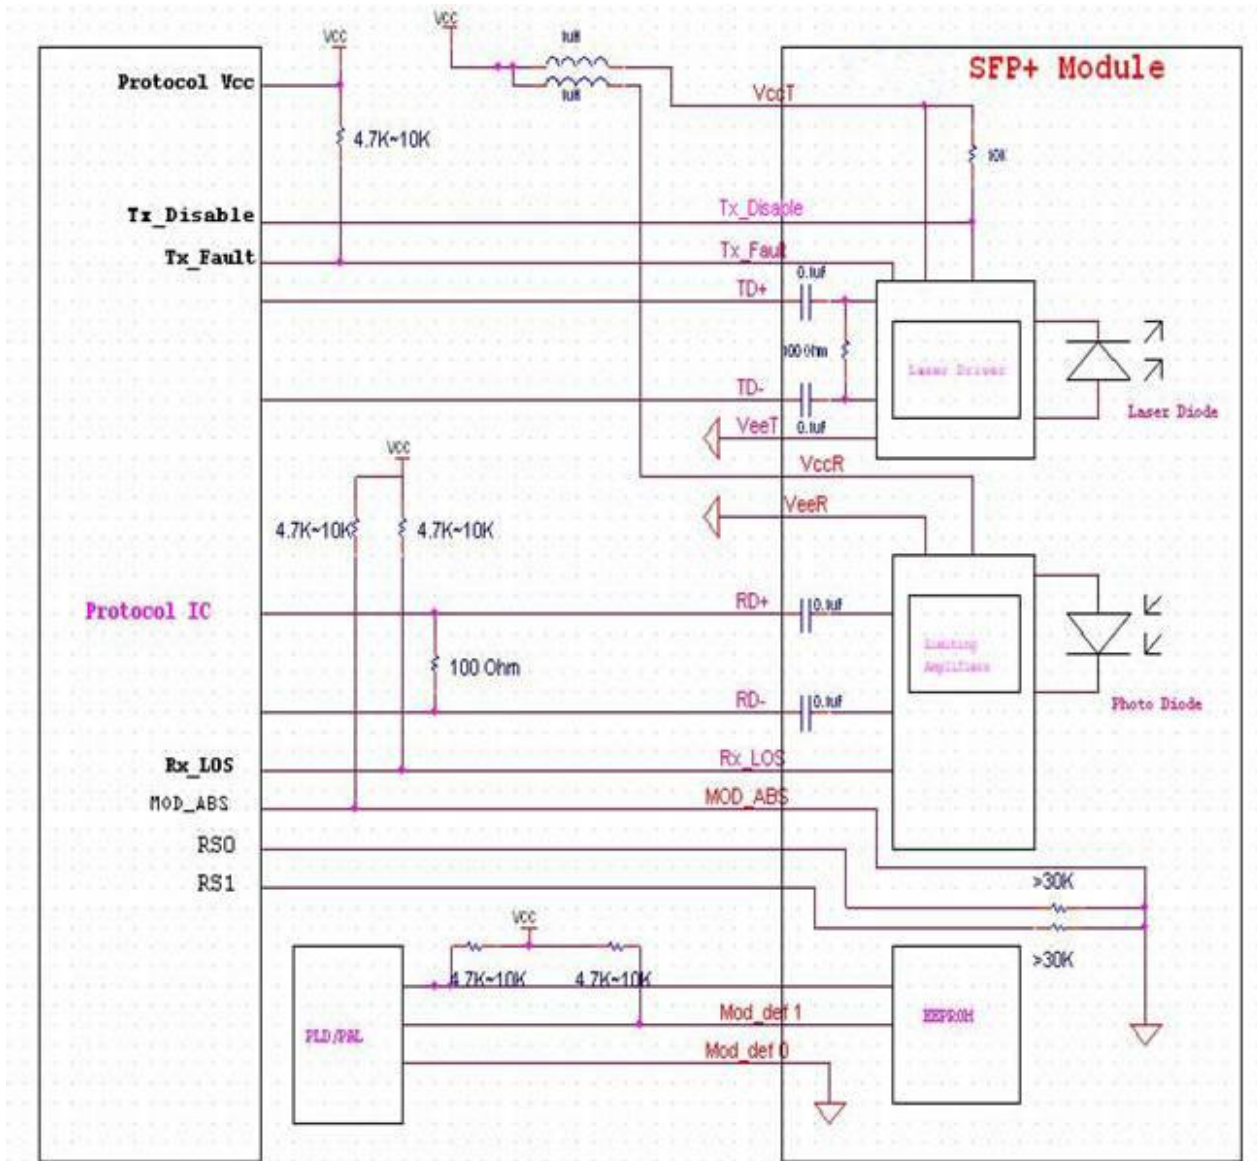 VCC
VCC
1uH
1uH
SFP+ Module
Protocol Vcc
VccT
4.7K~10K
10K
Tx_Disable
Tx_Disable
Tx_Fault
Tx_Fault
0.1uf
TD+
100 Ohm
Laser Driver
TD-
Laser Diode
VeeT
0.1uf
VCC
VccR
VeeR
4.7K~10K
4.7K~10K
Protocol IC
RD+
0.1uf
Limiting
Amplifiers
100 Ohm
RD-
0.1uf
Photo Diode
Rx_LOS
Rx_LOS
MOD_ABS
MOD_ABS
RS0
RS1
>30K
VCC
>30K
4.7K~10K
4.7K~10K
Mod_def 1
EEPROM
PLD/PAL
Mod_def 0